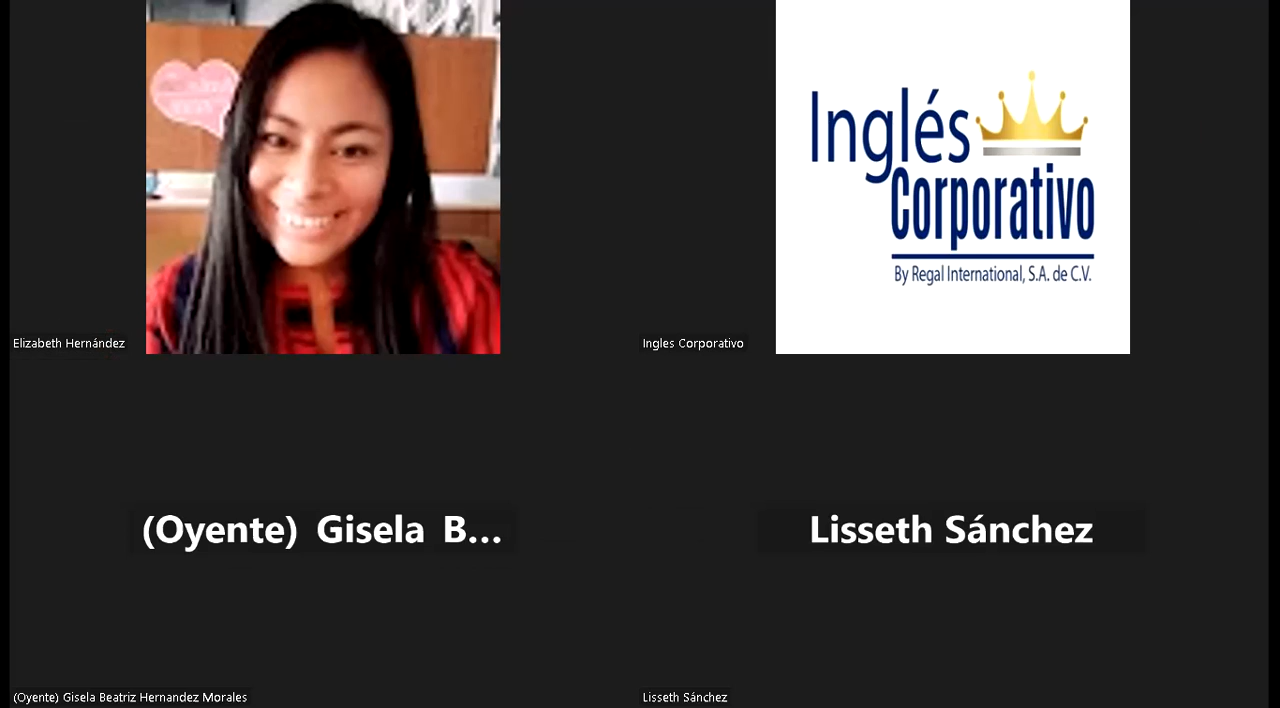 Inglés
Corporativo
By Regal International, S.A. de C.V.
Elizabeth Hernández
Ingles Corporativo
(Oyente) Gisela B...
Lisseth Sánchez
(Oyente) Gisela Beatriz Hernandez Morales
Lisseth Sánchez